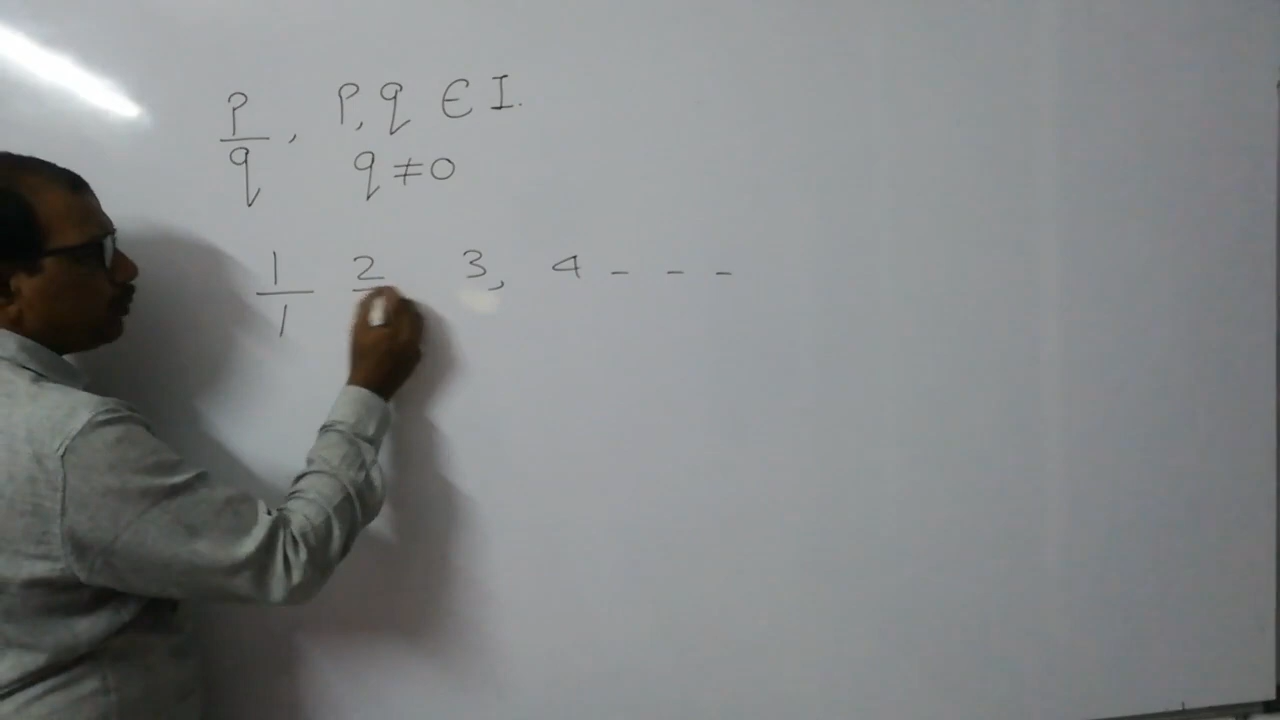 p/q, p, q ∈ I.
q ≠ 0
1/1 2 3, 4 - - -